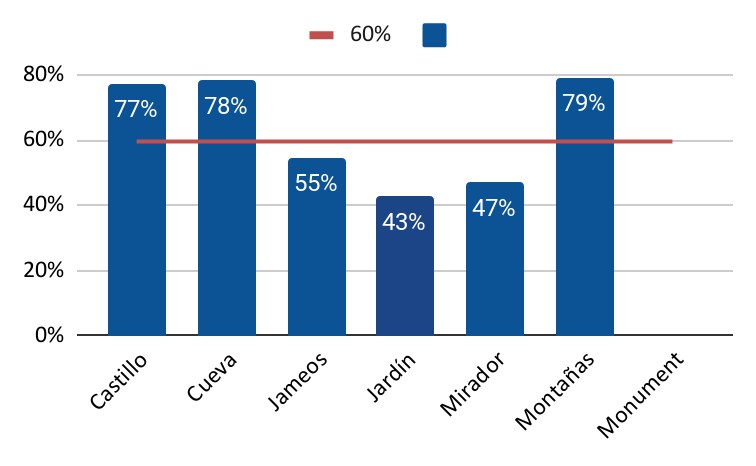 60%
80%
60%
40%
20%
0%
77%
78%
55%
43%
47%
79%
Castillo
Cueva
Jameos
Jardín
Mirador
Montañas
Monument